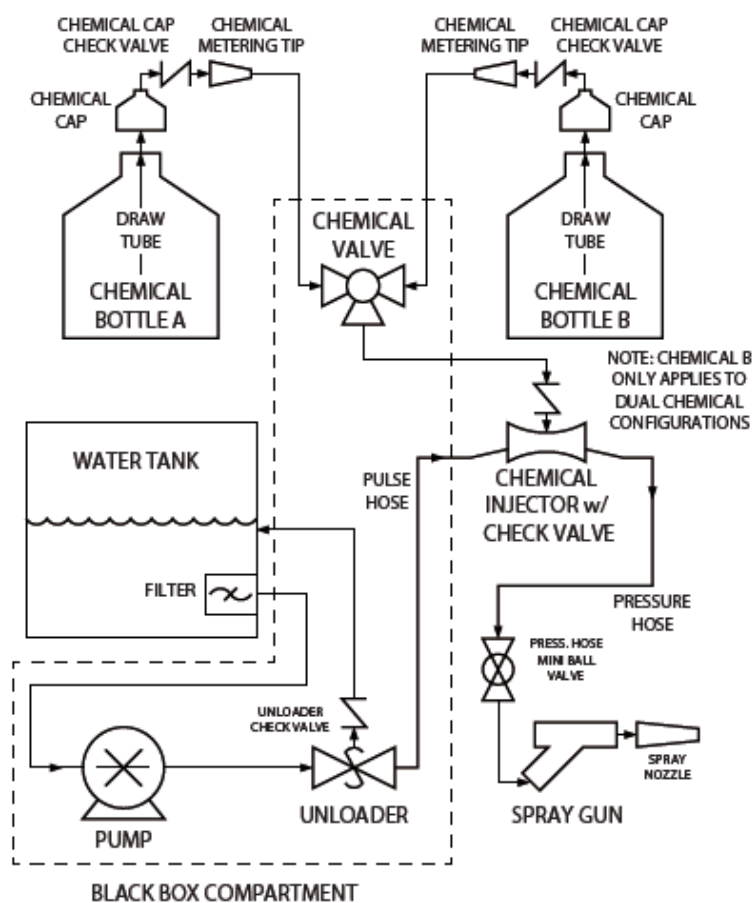 CHEMICAL CAP
CHECK VALVE
CHEMICAL
METERING TIP
CHEMICAL
METERING TIP
CHEMICAL CAP
CHECK VALVE
CHEMICAL
CAP
CHEMICAL
CAP
DRAW
TUBE
CHEMICAL
BOTTLE A
CHEMICAL
VALVE
DRAW
TUBE
CHEMICAL
BOTTLE B
NOTE: CHEMICAL B
ONLY APPLIES TO
DUAL CHEMICAL
CONFIGURATIONS
WATER TANK
PULSE
HOSE
CHEMICAL
INJECTOR w/
CHECK VALVE
FILTER
PRESSURE
HOSE
PRESS. HOSE
MINI BALL
VALVE
UNLOADER
CHECK VALVE
SPRAY
NOZZLE
PUMP
UNLOADER
SPRAY GUN
BLACK BOX COMPARTMENT